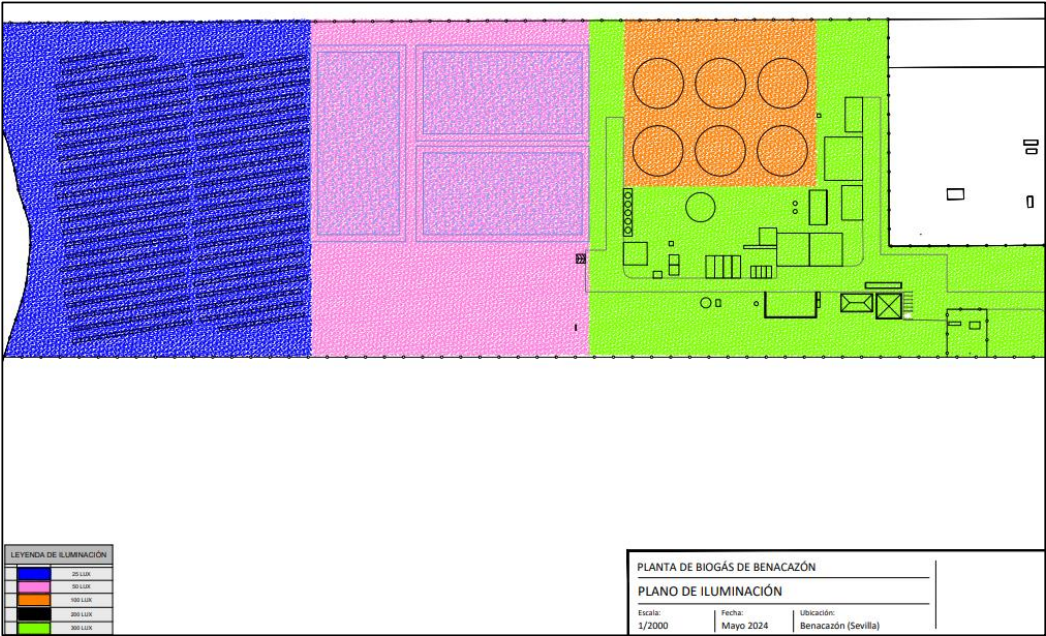 LEYENDA DE ILUMINACIÓN
25 LUX
50 LUX
100 LUX
200 LUX
300 LUX
PLANTA DE BIOGÁS DE BENACAZÓN
PLANO DE ILUMINACIÓN
Escala: Fecha: Ubicación:
1/2000 Mayo 2024 Benacazón (Sevilla)